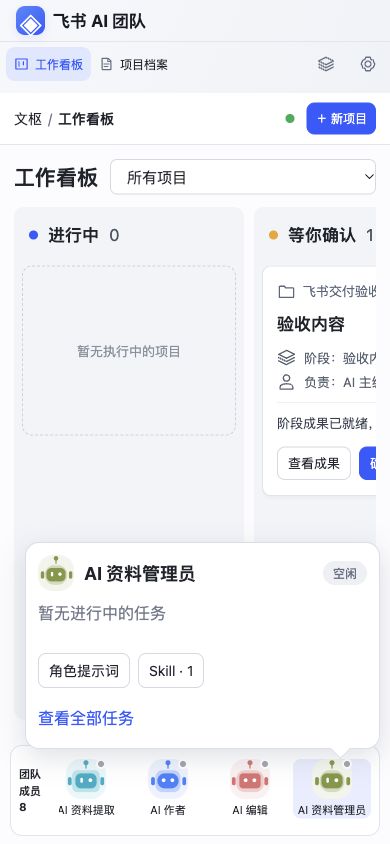 飞书 AI 团队
工作看板
项目档案
文枢 / 工作看板
+ 新项目
工作看板
所有项目
进行中 0
等你确认 1
暂无执行中的项目
飞书交付验收
验收内容
阶段：验收内
负责：AI 主编
阶段成果已就绪，
查看成果
AI 资料管理员
空闲
暂无进行中的任务
角色提示词
Skill · 1
查看全部任务
团队
成员
8
AI 资料提取
AI 作者
AI 编辑
AI 资料管理员